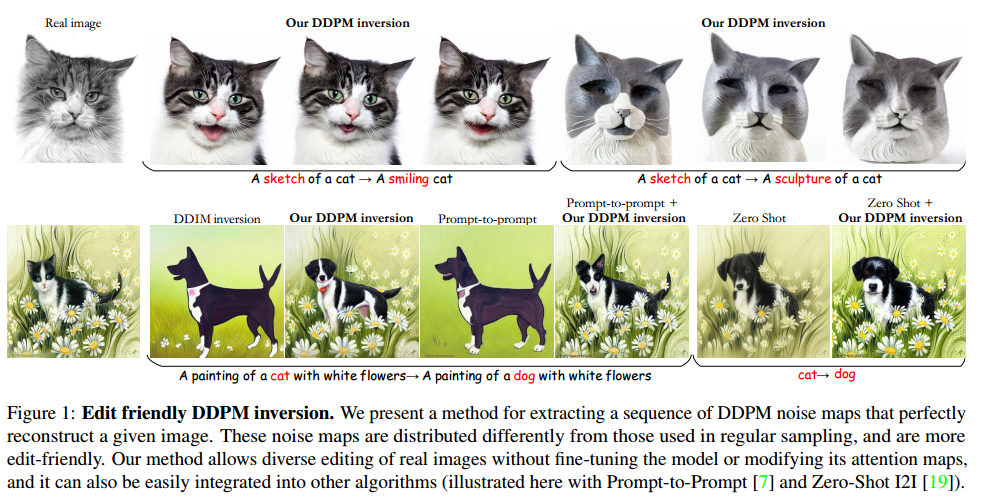 Real image
Our DDPM inversion
Our DDPM inversion
A sketch of a cat → A smiling cat
A sketch of a cat → A sculpture of a cat
DDIM inversion
Our DDPM inversion
Prompt-to-prompt
Prompt-to-prompt +
Our DDPM inversion
Zero Shot
Zero Shot +
Our DDPM inversion
A painting of a cat with white flowers→ A painting of a dog with white flowers
cat→ dog
Figure 1: Edit friendly DDPM inversion. We present a method for extracting a sequence of DDPM noise maps that perfectly
reconstruct a given image. These noise maps are distributed differently from those used in regular sampling, and are more
edit-friendly. Our method allows diverse editing of real images without fine-tuning the model or modifying its attention maps,
and it can also be easily integrated into other algorithms (illustrated here with Prompt-to-Prompt [7] and Zero-Shot I2I [19]).